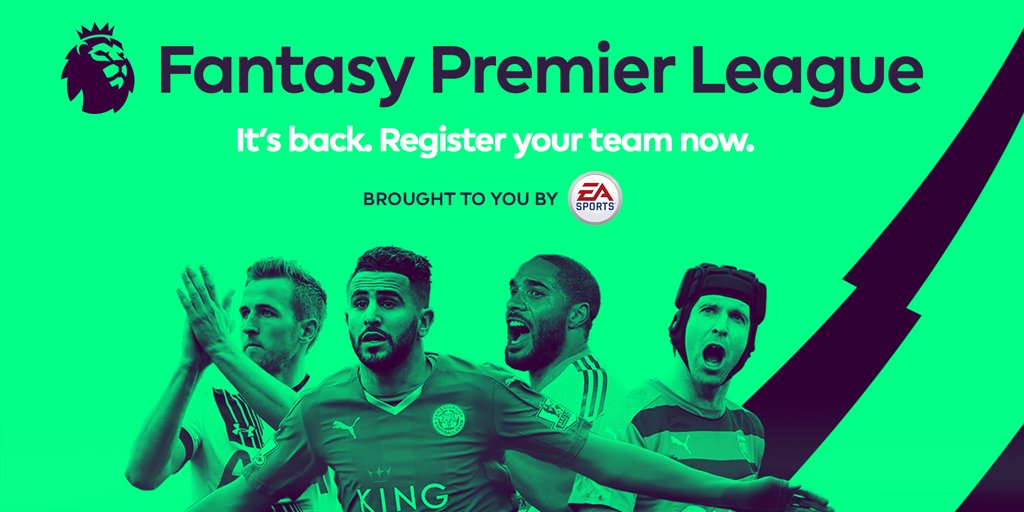 Fantasy Premier League
It's back. Register your team now.
BROUGHT TO YOU BY EA SPORTS
KING